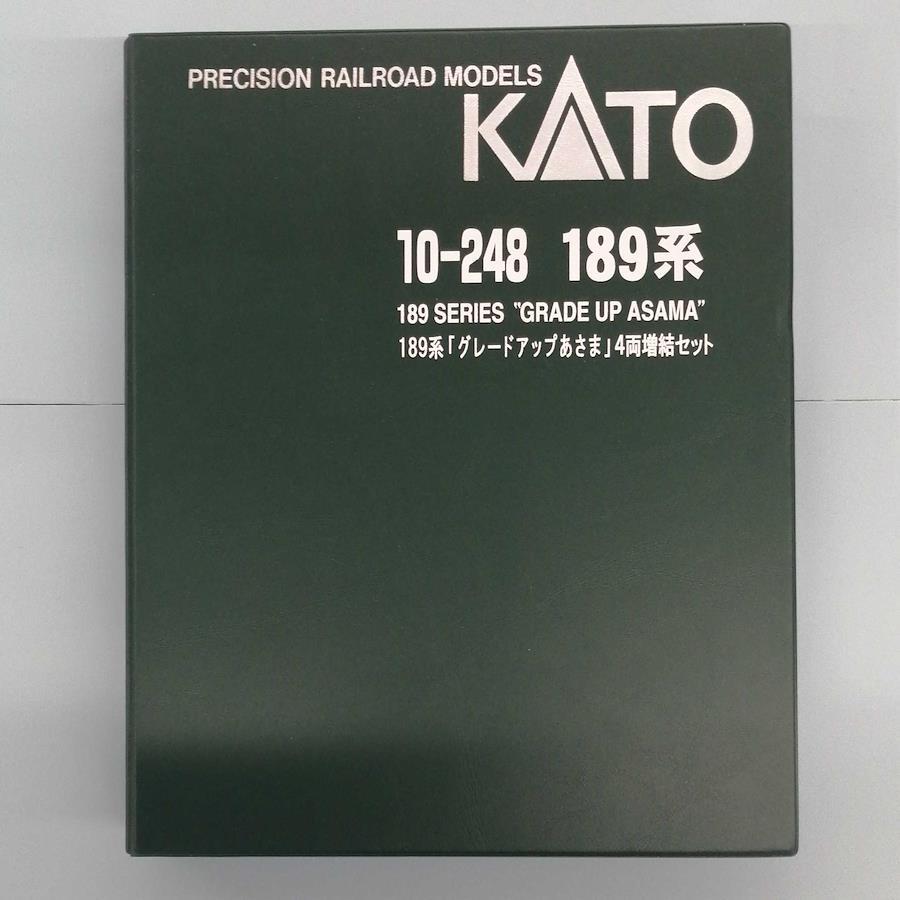 PRECISION RAILROAD MODELS
KATO
10-248 189系
189 SERIES "GRADE UP ASAMA"
189系「グレードアップあさま」4両増結セット